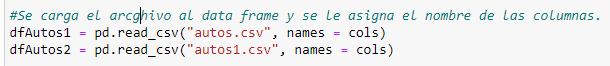 #Se carga el arcghivo al data frame y se le asigna el nombre de las columnas.
dfAutos1 = pd.read_csv("autos.csv", names = cols)
dfAutos2 = pd.read_csv("autos1.csv", names = cols)